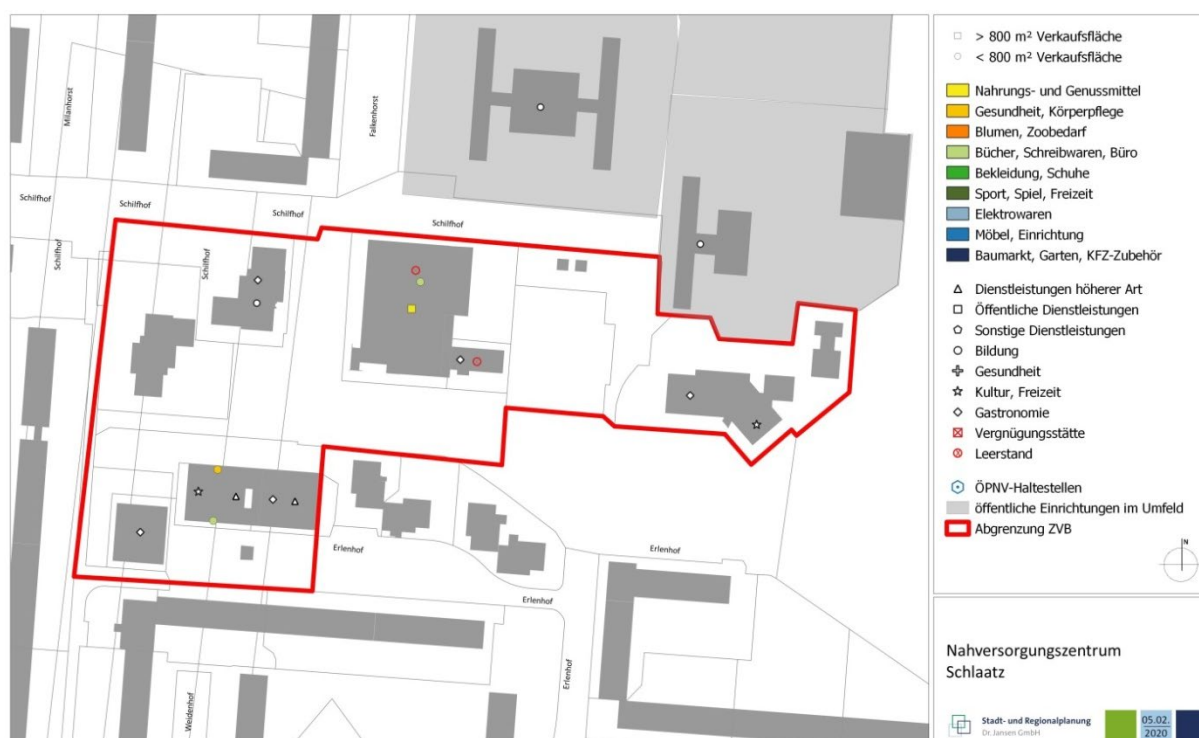 Milanhorst
Falkenhorst
Schilfhof
Schilfhof
Schilfhof
Schilfhof
Schilfhof
Schilfhof
Erlenhof
Erlenhof
Erlenhof
Erlenhof
Weidenhof
> 800 m² Verkaufsfläche
< 800 m² Verkaufsfläche
Nahrungs- und Genussmittel
Gesundheit, Körperpflege
Blumen, Zoobedarf
Bücher, Schreibwaren, Büro
Bekleidung, Schuhe
Sport, Spiel, Freizeit
Elektrowaren
Möbel, Einrichtung
Baumarkt, Garten, KFZ-Zubehör
Dienstleistungen höherer Art
Öffentliche Dienstleistungen
Sonstige Dienstleistungen
Bildung
Gesundheit
Kultur, Freizeit
Gastronomie
Vergnügungsstätte
Leerstand
ÖPNV-Haltestellen
öffentliche Einrichtungen im Umfeld
Abgrenzung ZVB
N
Nahversorgungszentrum
Schlaatz
Stadt- und Regionalplanung
Dr. Jansen GmbH
05.02.
2020